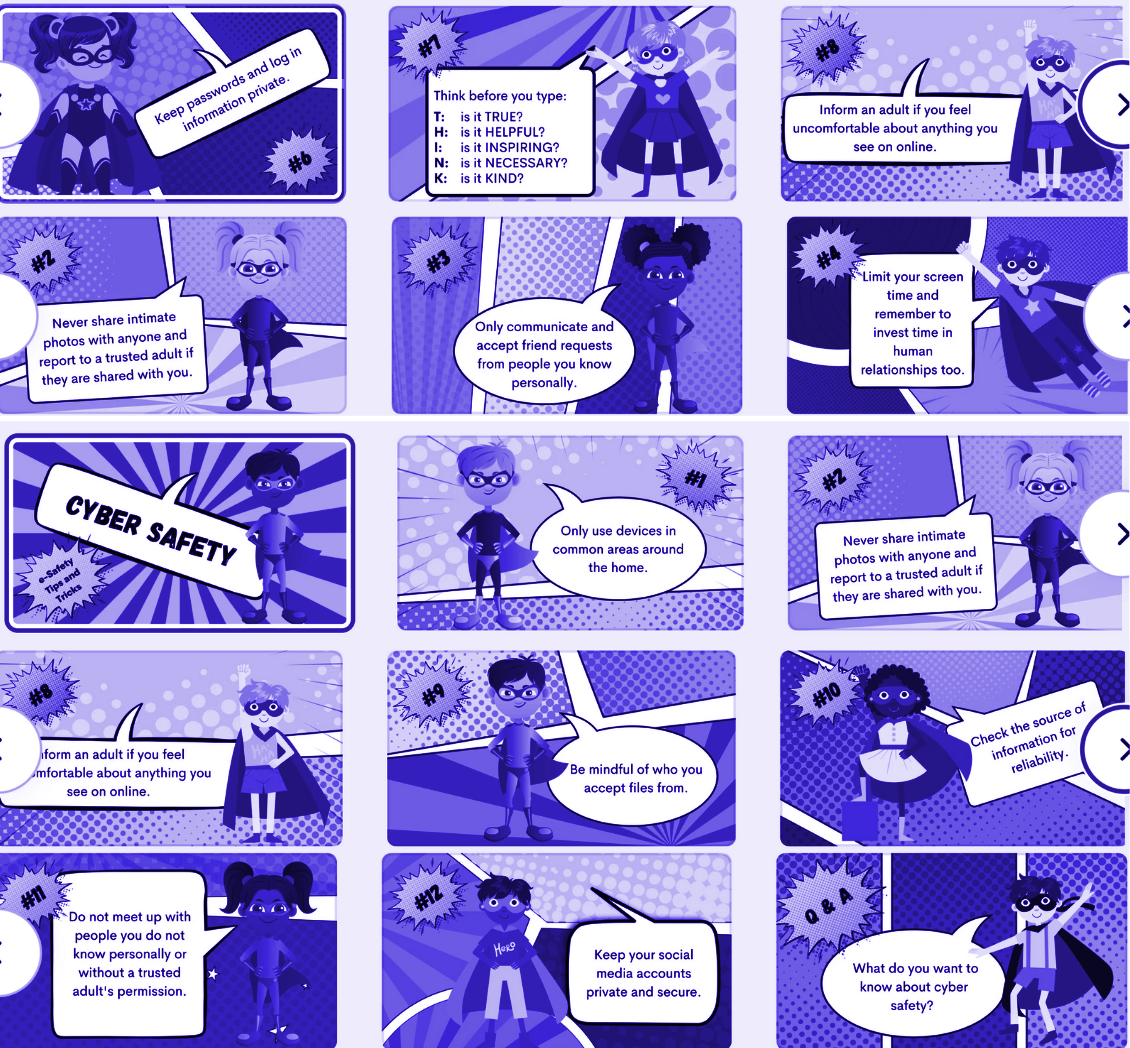 Keep passwords and log in
information private.
#6
#7
Think before you type:
T: is it TRUE?
H: is it HELPFUL?
I: is it INSPIRING?
N: is it NECESSARY?
K: is it KIND?
#8
Inform an adult if you feel
uncomfortable about anything you
see on online.
#2
Never share intimate
photos with anyone and
report to a trusted adult if
they are shared with you.
#3
Only communicate and
accept friend requests
from people you know
personally.
#4
Limit your screen
time and
remember to
invest time in
human
relationships too.
CYBER SAFETY
e-Safety
Tips and
Tricks
#1
Only use devices in
common areas around
the home.
#2
Never share intimate
photos with anyone and
report to a trusted adult if
they are shared with you.
#8
nform an adult if you feel
mfortable about anything you
see on online.
#9
Be mindful of who you
accept files from.
#10
Check the source of
information for
reliability.
#11
Do not meet up with
people you do not
know personally or
without a trusted
adult's permission.
#12
Hero
Keep your social
media accounts
private and secure.
Q & A
What do you want to
know about cyber
safety?